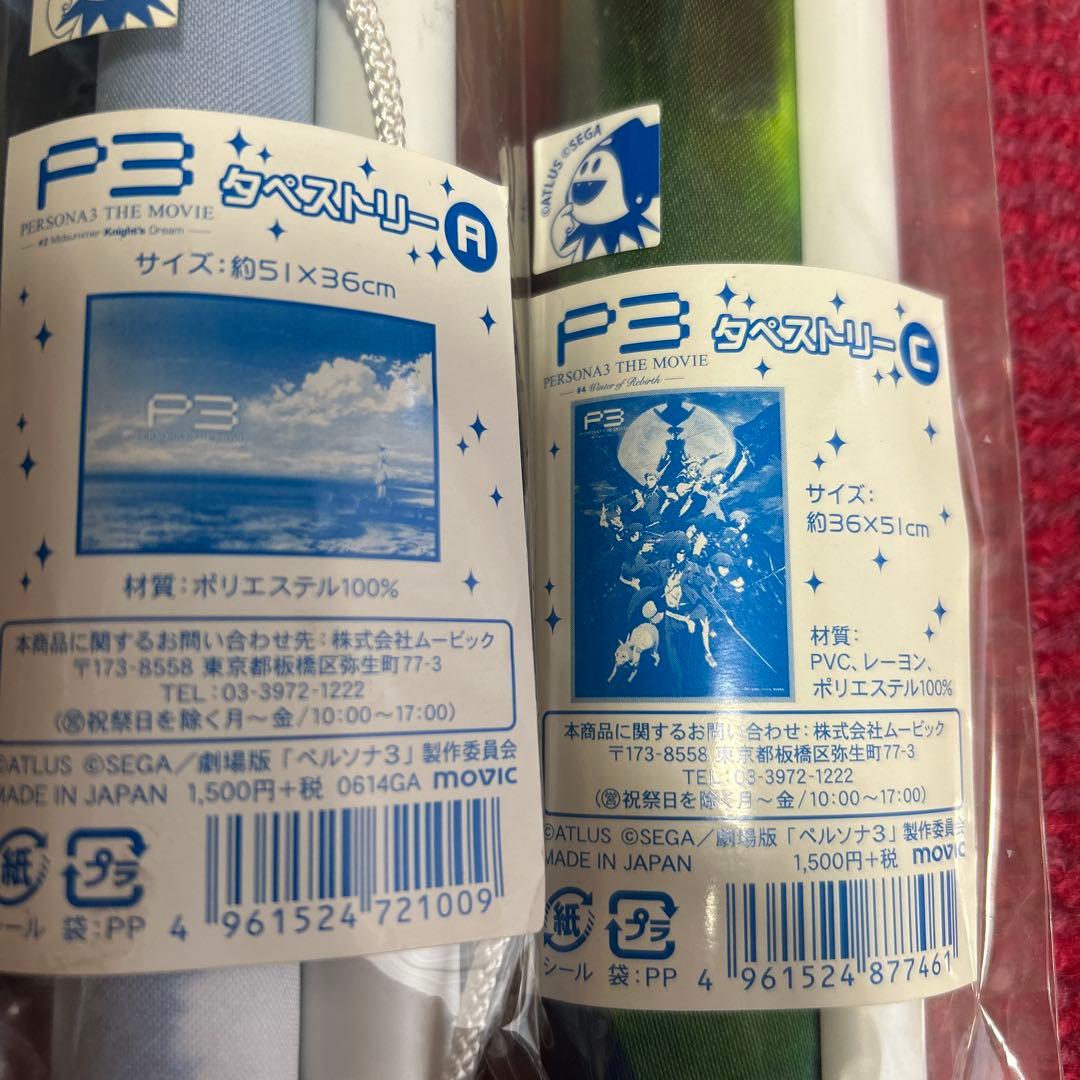 P3
タペストリー A
PERSONA3 THE MOVIE
#2 Midsummer Knight's Dream
サイズ：約51×36cm
P3
PERSONA3 THE MOVIE
材質：ポリエステル100%
本商品に関するお問い合わせ先：株式会社ムービック
〒173-8558 東京都板橋区弥生町77-3
TEL：03-3972-1222
(営祝祭日を除く月～金/10:00～17:00)
©ATLUS ©SEGA／劇場版「ペルソナ3」製作委員会
MADE IN JAPAN 1,500円+税 0614GA movic
紙 プラ
シール 袋：PP
4 961524 721009
©ATLUS ©SEGA
P3
タペストリー C
PERSONA3 THE MOVIE
#4 Winter of Rebirth
P3
サイズ：
約36×51cm
材質：
PVC、レーヨン、
ポリエステル100%
本商品に関するお問い合わせ：株式会社ムービック
〒173-8558 東京都板橋区弥生町77-3
TEL：03-3972-1222
(営祝祭日を除く月～金/10:00～17:00)
©ATLUS ©SEGA／劇場版「ペルソナ3」製作委員会
MADE IN JAPAN 1,500円+税 movic
紙 プラ
シール 袋：PP
4 961524 877461